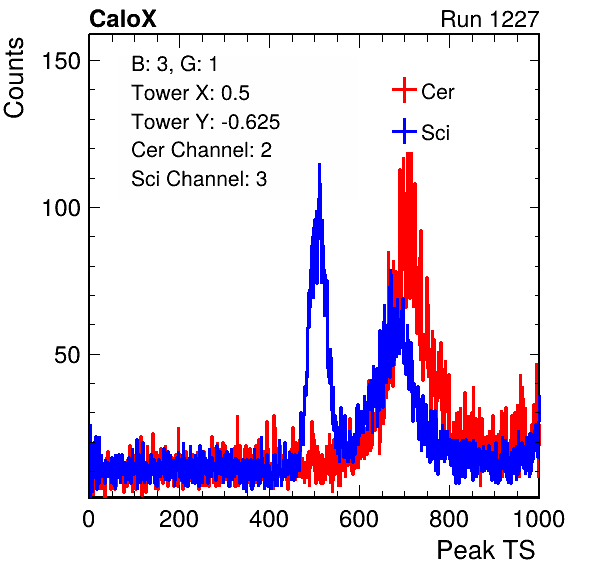 CaloX Run 1227
Counts
150
100
50
B: 3, G: 1
Tower X: 0.5
Tower Y: -0.625
Cer Channel: 2
Sci Channel: 3
Cer
Sci
0 200 400 600 800 1000
Peak TS